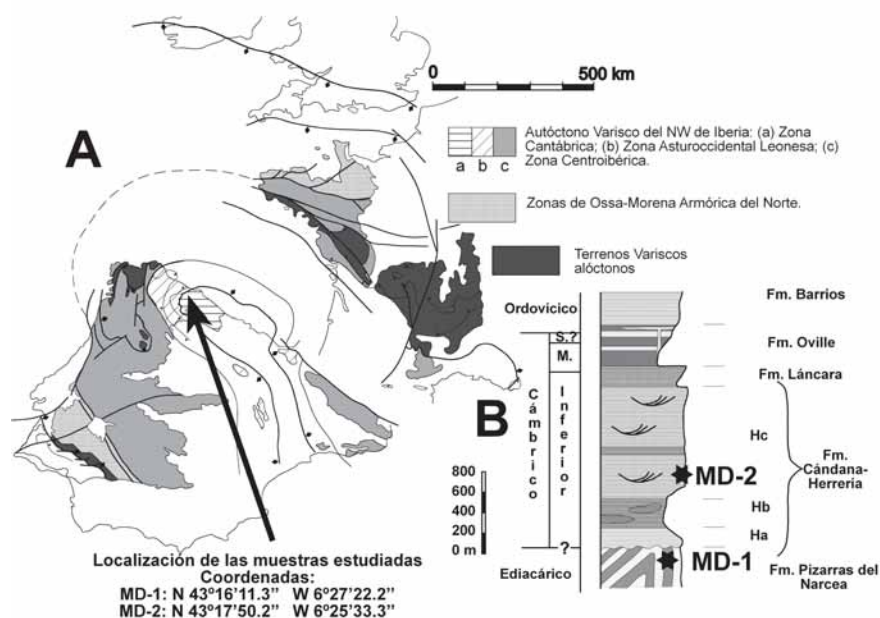 A
0
500 km
a b c
Autóctono Varisco del NW de Iberia: (a) Zona
Cantábrica; (b) Zona Asturoccidental Leonesa; (c)
Zona Centroibérica.
Zonas de Ossa-Morena Armórica del Norte.
Terrenos Variscos
alóctonos
B
Ordovícico
S.?
M.
Cámbrico
Inferior
?
Ediacárico
800
600
400
200
0 m
Fm. Barrios
Fm. Oville
Fm. Láncara
Hc
Fm.
Cándana-
Herrería
MD-2
Hb
Ha
MD-1
Fm. Pizarras del
Narcea
Localización de las muestras estudiadas
Coordenadas:
MD-1: N 43º16'11.3" W 6º27'22.2"
MD-2: N 43º17'50.2" W 6º25'33.3"